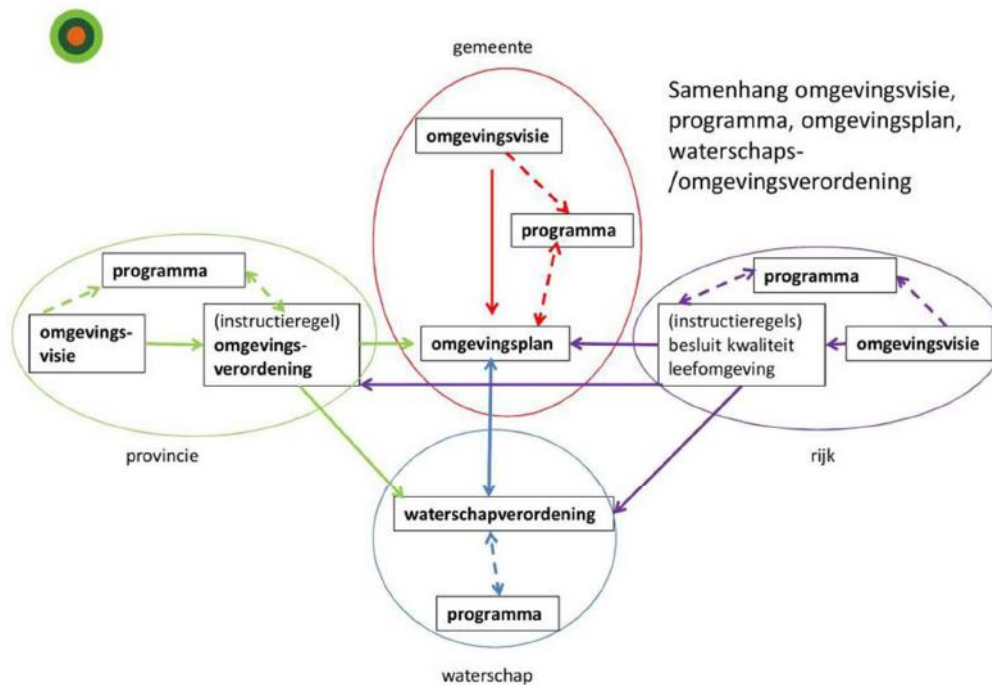 gemeente
Samenhang omgevingsvisie,
programma, omgevingsplan,
waterschaps-
/omgevingsverordening
omgevingsvisie
programma
programma
omgevings-
visie
(instructieregel)
omgevings-
verordening
omgevingsplan
programma
(instructieregels)
besluit kwaliteit
leefomgeving
omgevingsvisie
provincie
rijk
waterschapverordening
programma
waterschap